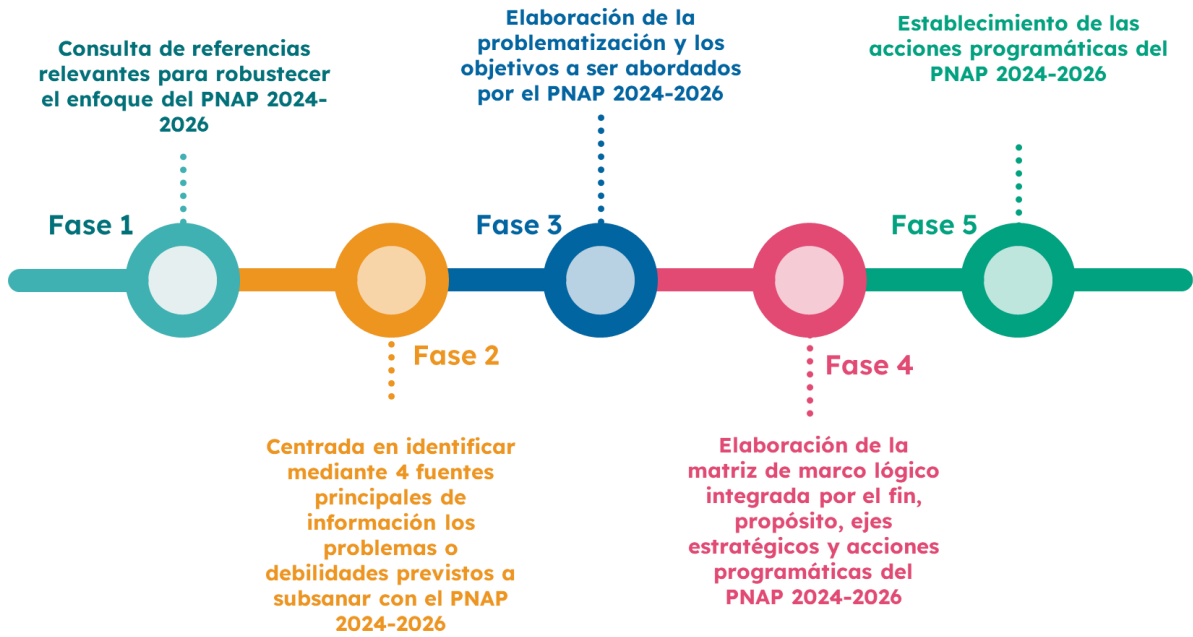 Consulta de referencias
relevantes para robustecer
el enfoque del PNAP 2024-
2026
Fase 1
Centrada en identificar
mediante 4 fuentes
principales de
información los
problemas o
debilidades previstos a
subsanar con el PNAP
2024-2026
Fase 2
Elaboración de la
problematización y los
objetivos a ser abordados
por el PNAP 2024-2026
Fase 3
Elaboración de la
matriz de marco lógico
integrada por el fin,
propósito, ejes
estratégicos y acciones
programáticas del
PNAP 2024-2026
Fase 4
Establecimiento de las
acciones programáticas del
PNAP 2024-2026
Fase 5